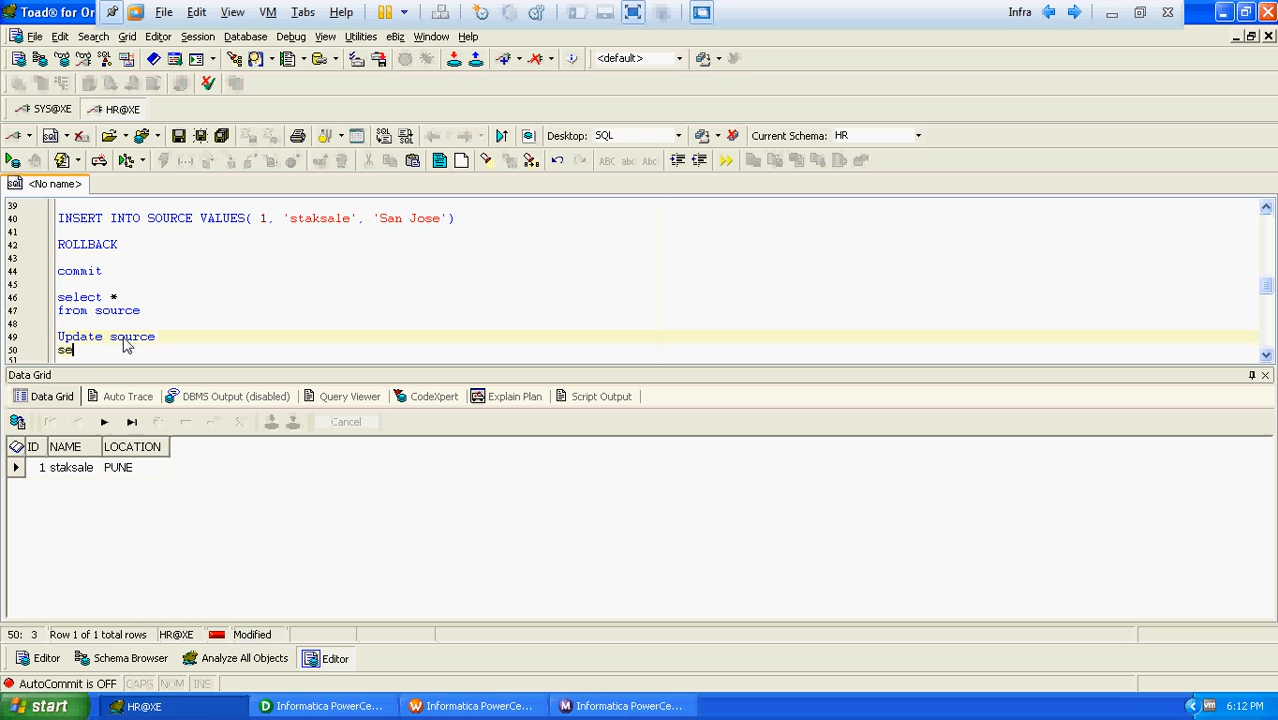 Toad® for Or
File Edit View VM Tabs Help
Infra
File Edit Search Grid Editor Session Database Debug View Utilities eBiz Window Help
<default>
SYS@XE HR@XE
SQL Desktop: SQL Current Schema: HR
ABC abc Abc
SQL <No name>
39
40 INSERT INTO SOURCE VALUES( 1, 'staksale', 'San Jose')
41
42 ROLLBACK
43
44 commit
45
46 select *
47 from source
48
49 Update source
50 se
51
Data Grid
Data Grid Auto Trace DBMS Output (disabled) Query Viewer CodeXpert Explain Plan Script Output
Cancel
ID NAME LOCATION
1 staksale PUNE
50: 3 Row 1 of 1 total rows HR@XE Modified
Editor Schema Browser Analyze All Objects Editor
AutoCommit is OFF CAPS NUM INS
start HR@XE Informatica PowerCe... Informatica PowerCe... Informatica PowerCe... 6:12 PM